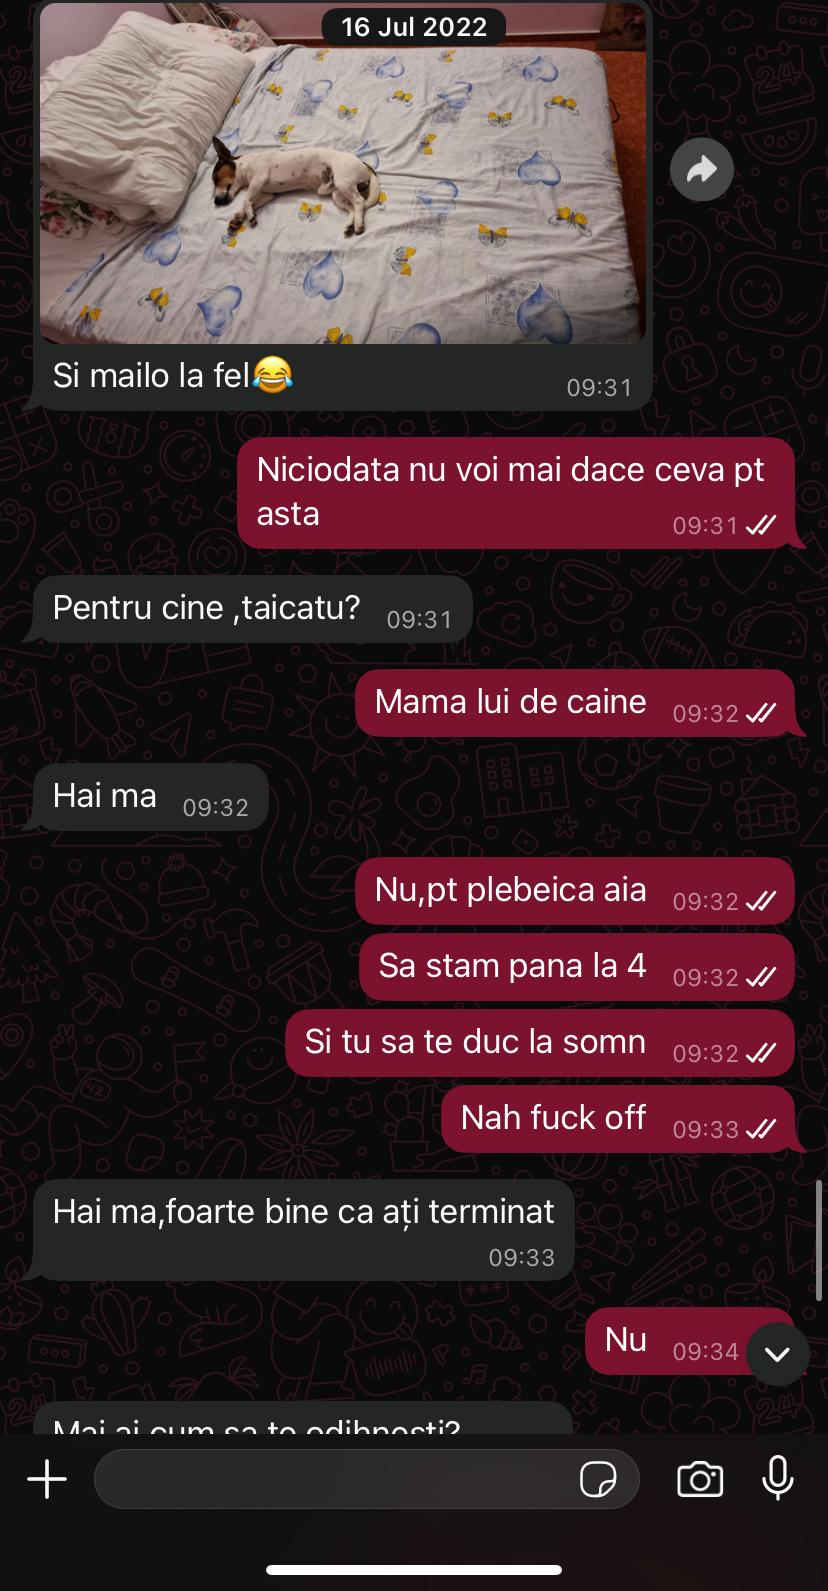 16 Jul 2022
Si mailo la fel😂
09:31
Niciodata nu voi mai dace ceva pt
asta
09:31
Pentru cine ,taicatu?
09:31
Mama lui de caine
09:32
Hai ma
09:32
Nu,pt plebeica aia
09:32
Sa stam pana la 4
09:32
Si tu sa te duc la somn
09:32
Nah fuck off
09:33
Hai ma,foarte bine ca ați terminat
09:33
Nu
09:34
Mai ai cum sa te odihnesti?